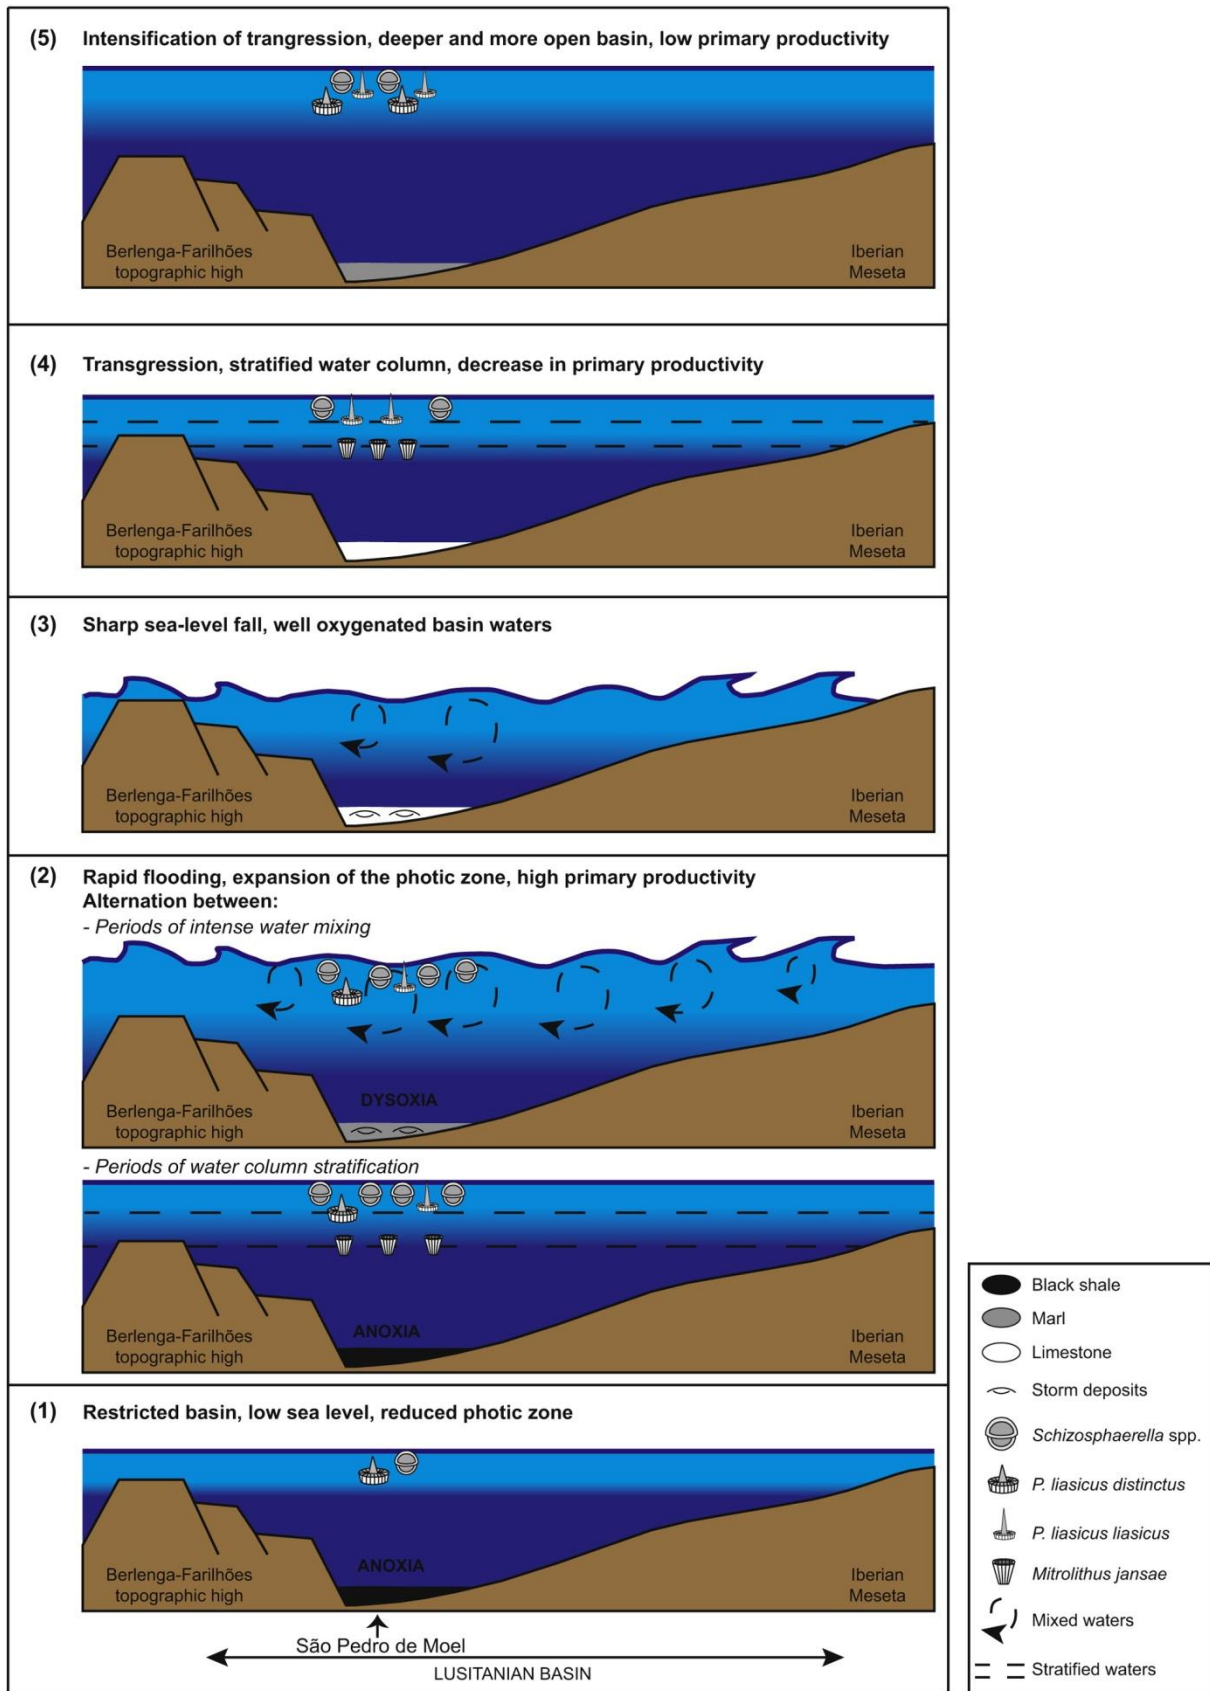 (5) Intensification of trangression, deeper and more open basin, low primary productivity
Berlenga-Farilhões
topographic high
Iberian
Meseta
(4) Transgression, stratified water column, decrease in primary productivity
Berlenga-Farilhões
topographic high
Iberian
Meseta
(3) Sharp sea-level fall, well oxygenated basin waters
Berlenga-Farilhões
topographic high
Iberian
Meseta
(2) Rapid flooding, expansion of the photic zone, high primary productivity
Alternation between:
- Periods of intense water mixing
DYSOXIA
Berlenga-Farilhões
topographic high
Iberian
Meseta
- Periods of water column stratification
ANOXIA
Berlenga-Farilhões
topographic high
Iberian
Meseta
(1) Restricted basin, low sea level, reduced photic zone
ANOXIA
Berlenga-Farilhões
topographic high
Iberian
Meseta
São Pedro de Moel
LUSITANIAN BASIN
Black shale
Marl
Limestone
Storm deposits
Schizosphaerella spp.
P. liasicus distinctus
P. liasicus liasicus
Mitrolithus jansae
Mixed waters
Stratified waters